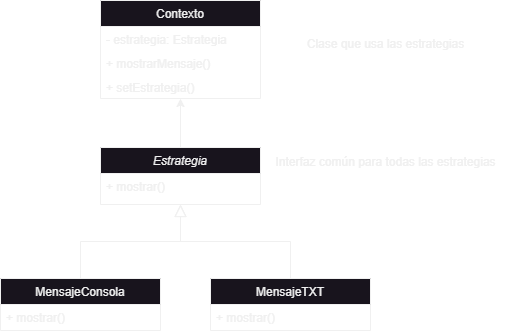 Contexto
- estrategia: Estrategia
+ mostrarMensaje()
+ setEstrategia()
Clase que usa las estrategias
Estrategia
+ mostrar()
Interfaz común para todas las estrategias
MensajeConsola
+ mostrar()
MensajeTXT
+ mostrar()